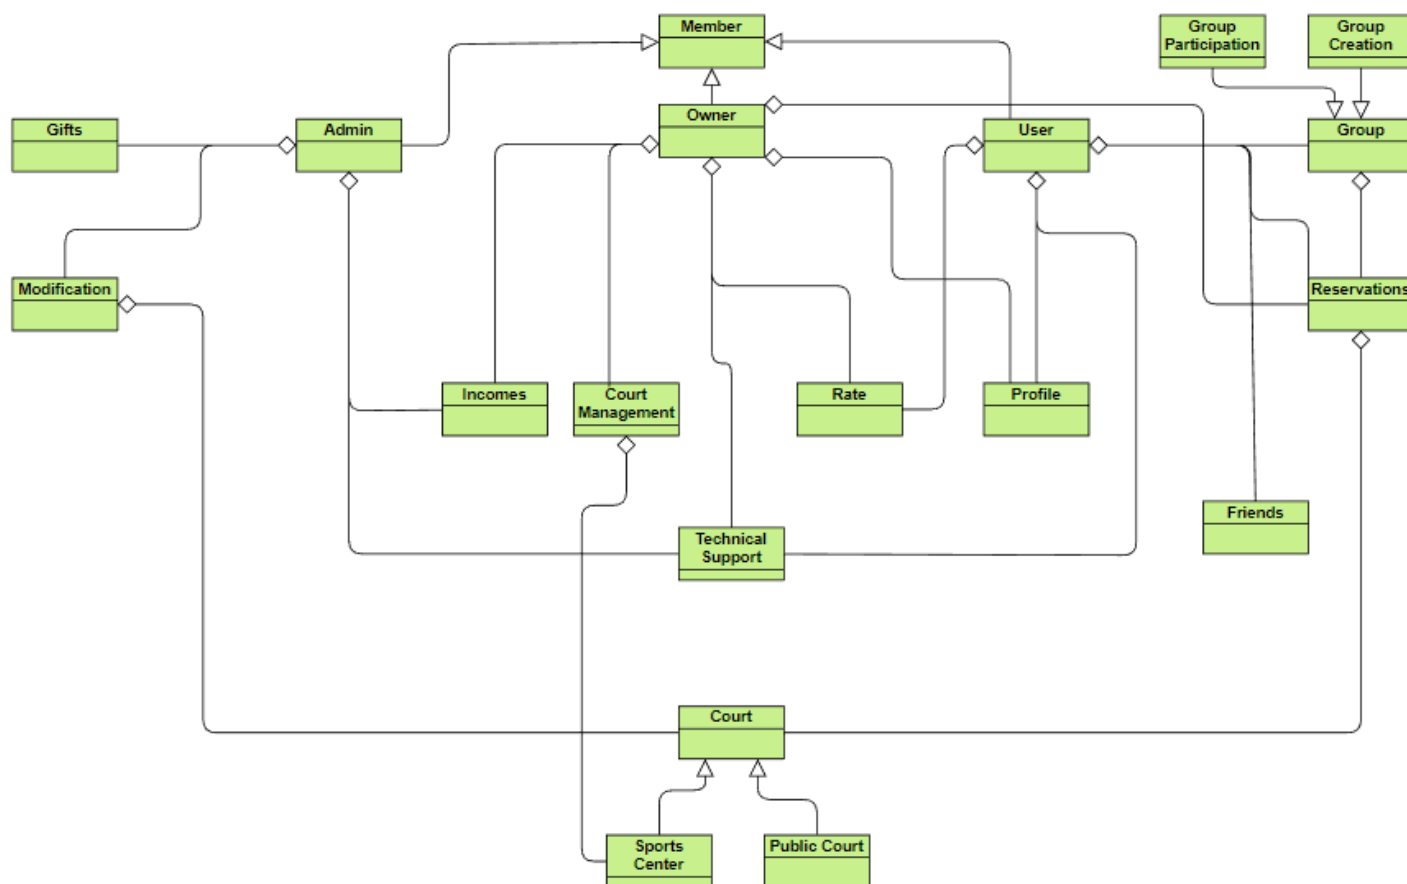 Member
Group
Participation
Group
Creation
Gifts
Admin
Owner
User
Group
Modification
Reservations
Incomes
Court
Management
Rate
Profile
Technical
Support
Friends
Court
Sports
Center
Public Court